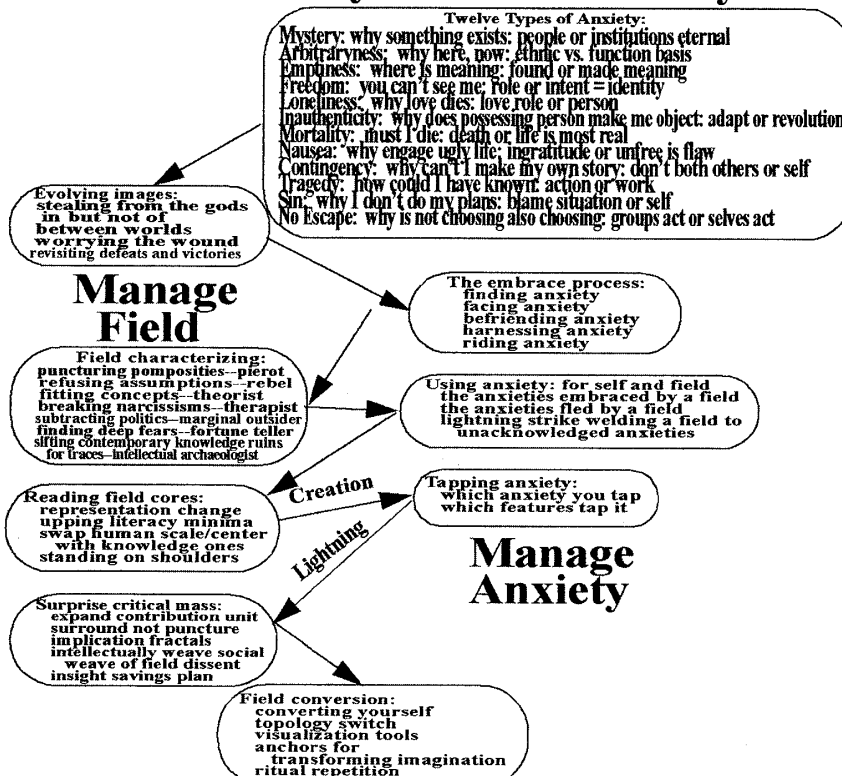 Twelve Types of Anxiety:
Mystery: why something exists: people or institutions eternal
Arbitraryness: why here, now: ethnic vs. function basis
Emptiness: where is meaning: found or made meaning
Freedom: you can't see me: role or intent = identity
Loneliness: why love dies: love role or person
Inauthenticity: why does possessing person make me object: adapt or revolution
Mortality: must I die: death or life is most real
Nausea: why engage ugly life: ingratitude or unfree is flaw
Contingency: why can't I make my own story: don't both others or self
Tragedy: how could I have known: action or work
Sin: why I don't do my plans: blame situation or self
No Escape: why is not choosing also choosing: groups act or selves act
Evolving images:
stealing from the gods
in but not of
between worlds
worrying the wound
revisiting defeats and victories
Manage
Field
The embrace process:
finding anxiety
facing anxiety
befriending anxiety
harnessing anxiety
riding anxiety
Field characterizing:
puncturing pomposities--pierot
refusing assumptions--rebel
fitting concepts--theorist
breaking narcissisms--therapist
subtracting politics--marginal outsider
finding deep fears--fortune teller
sifting contemporary knowledge ruins
for traces--intellectual archaeologist
Using anxiety: for self and field
the anxieties embraced by a field
the anxieties fled by a field
lightning strike welding a field to
unacknowledged anxieties
Reading field cores:
representation change
upping literacy minima
swap human scale/center
with knowledge ones
standing on shoulders
Creation
Tapping anxiety:
which anxiety you tap
which features tap it
Lightning
Manage
Anxiety
Surprise critical mass:
expand contribution unit
surround not puncture
implication fractals
intellectually weave social
weave of field dissent
insight savings plan
Field conversion:
converting yourself
topology switch
visualization tools
anchors for
transforming imagination
ritual repetition